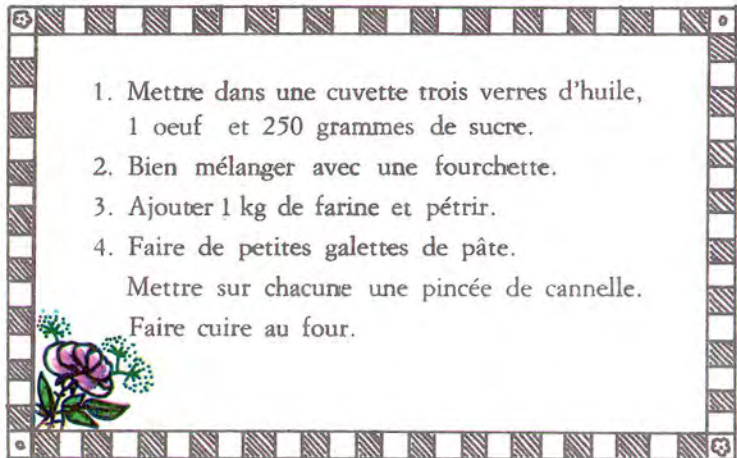 1. Mettre dans une cuvette trois verres d'huile,
1 oeuf et 250 grammes de sucre.
2. Bien mélanger avec une fourchette.
3. Ajouter 1 kg de farine et pétrir.
4. Faire de petites galettes de pâte.
Mettre sur chacune une pincée de cannelle.
Faire cuire au four.